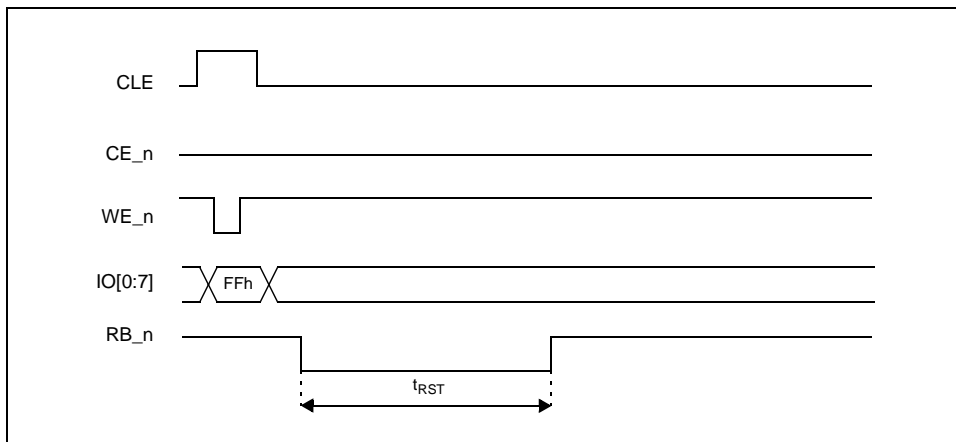 CLE
CE_n
WE_n
IO[0:7] FFh
RB_n
tRST